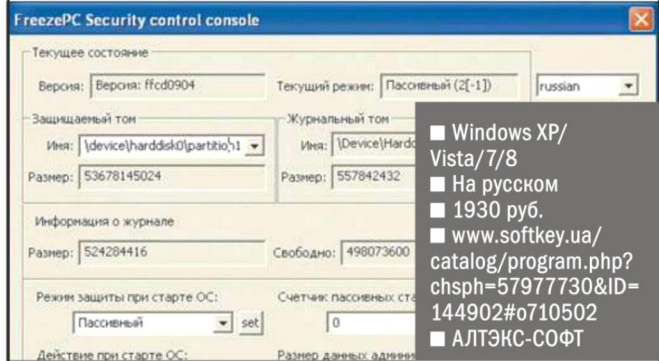 FreezePC Security control console
Текущее состояние
Версия: Версия: ffcd0904 Текущий режим: Пассивный (2[-1]) russian
Защищаемый том Журнальный том
Имя: \device\harddisk0\partition1 Имя: \Device\Hardd
Размер: 53678145024 Размер: 557842432
Информация о журнале
Размер: 524284416 Свободно: 498073600
Режим защиты при старте ОС: Счетчик пассивных ста
Пассивный set 0
Действие при старте ОС: Размер данных админи
■ Windows XP/
Vista/7/8
■ На русском
■ 1930 руб.
■ www.softkey.ua/
catalog/program.php?
chsph=57977730&ID=
144902#o710502
■ АЛТЭКС-СОФТ